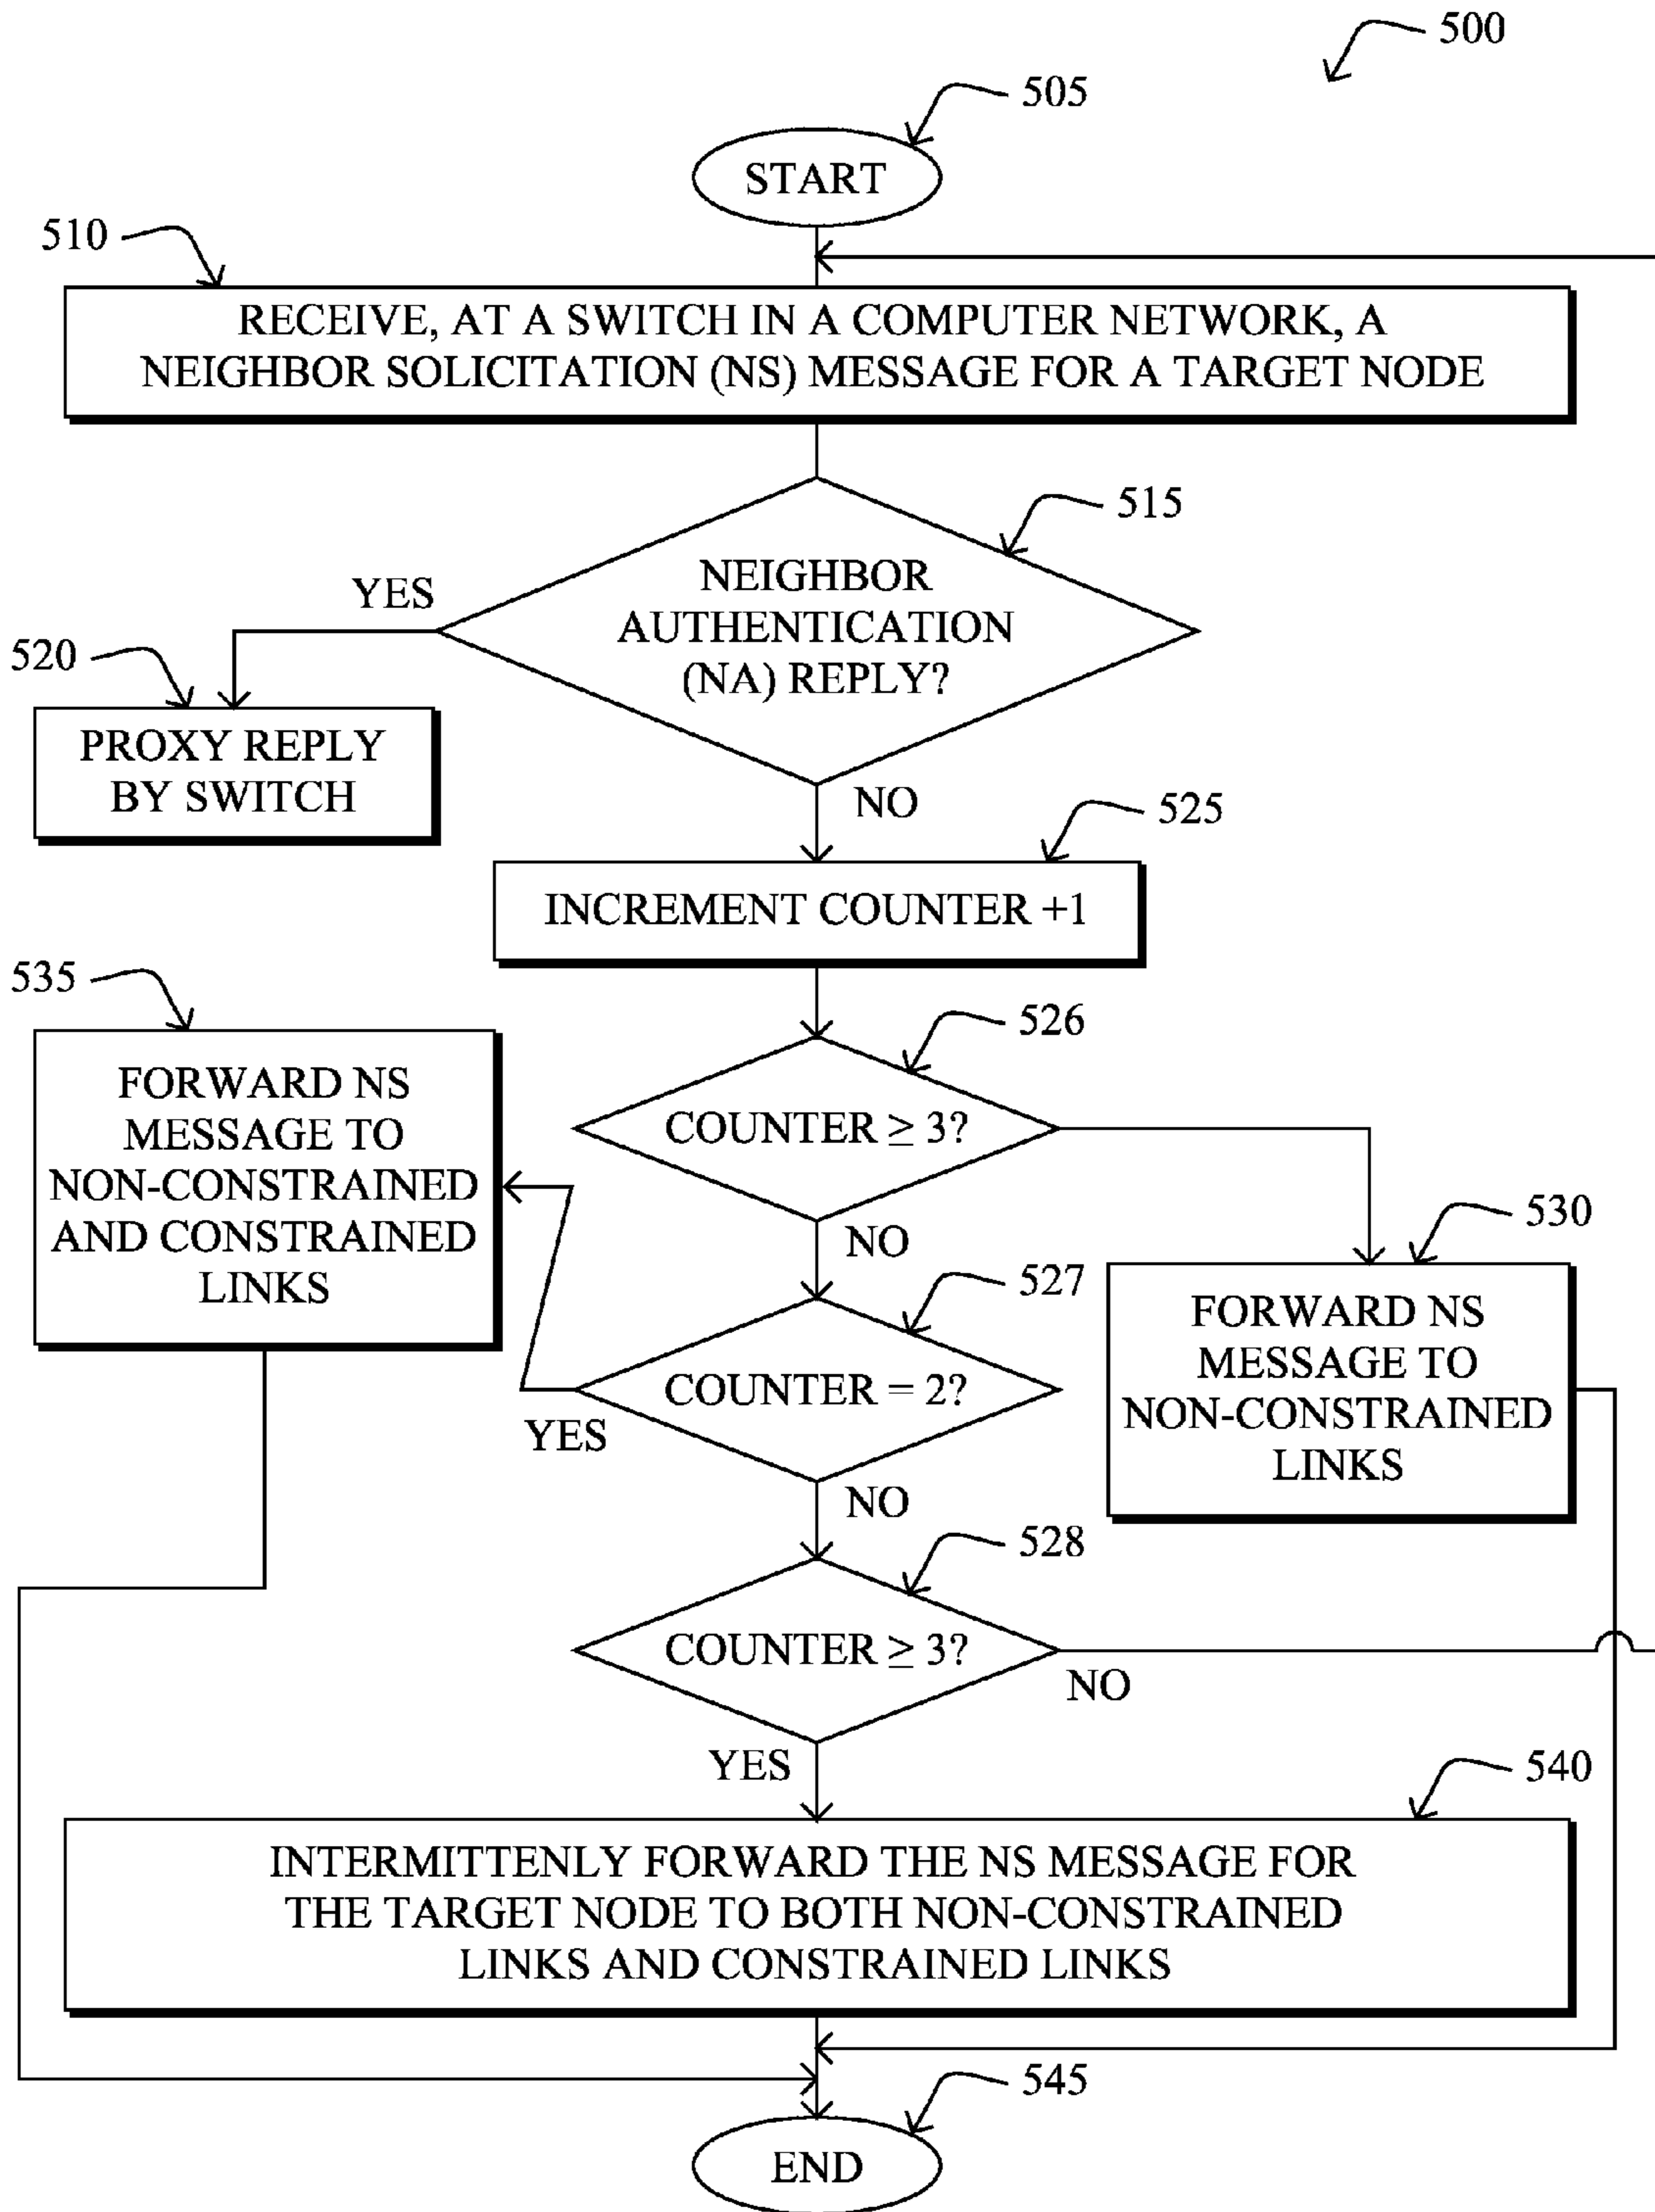 500
505
START
510
RECEIVE, AT A SWITCH IN A COMPUTER NETWORK, A
NEIGHBOR SOLICITATION (NS) MESSAGE FOR A TARGET NODE
515
NEIGHBOR
AUTHENTICATION
(NA) REPLY?
YES
520
PROXY REPLY
BY SWITCH
NO
525
INCREMENT COUNTER +1
535
FORWARD NS
MESSAGE TO
NON-CONSTRAINED
AND CONSTRAINED
LINKS
526
COUNTER ≥ 3?
NO
530
FORWARD NS
MESSAGE TO
NON-CONSTRAINED
LINKS
527
COUNTER = 2?
YES
NO
528
COUNTER ≥ 3?
NO
YES
540
INTERMITTENLY FORWARD THE NS MESSAGE FOR
THE TARGET NODE TO BOTH NON-CONSTRAINED
LINKS AND CONSTRAINED LINKS
545
END